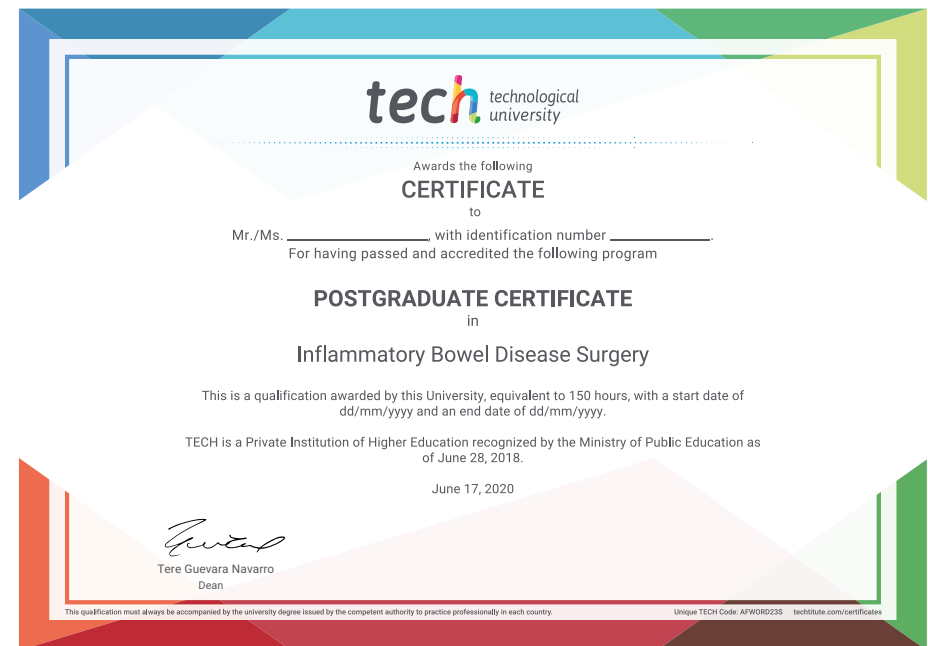 tech technological
university
Awards the following
CERTIFICATE
to
Mr./Ms. ____________, with identification number ____________.
For having passed and accredited the following program
POSTGRADUATE CERTIFICATE
in
Inflammatory Bowel Disease Surgery
This is a qualification awarded by this University, equivalent to 150 hours, with a start date of
dd/mm/yyyy and an end date of dd/mm/yyyy.
TECH is a Private Institution of Higher Education recognized by the Ministry of Public Education as
of June 28, 2018.
June 17, 2020
Tere Guevara Navarro
Dean
This qualification must always be accompanied by the university degree issued by the competent authority to practice professionally in each country.
Unique TECH Code: AFWORD23S techtitute.com/certificates